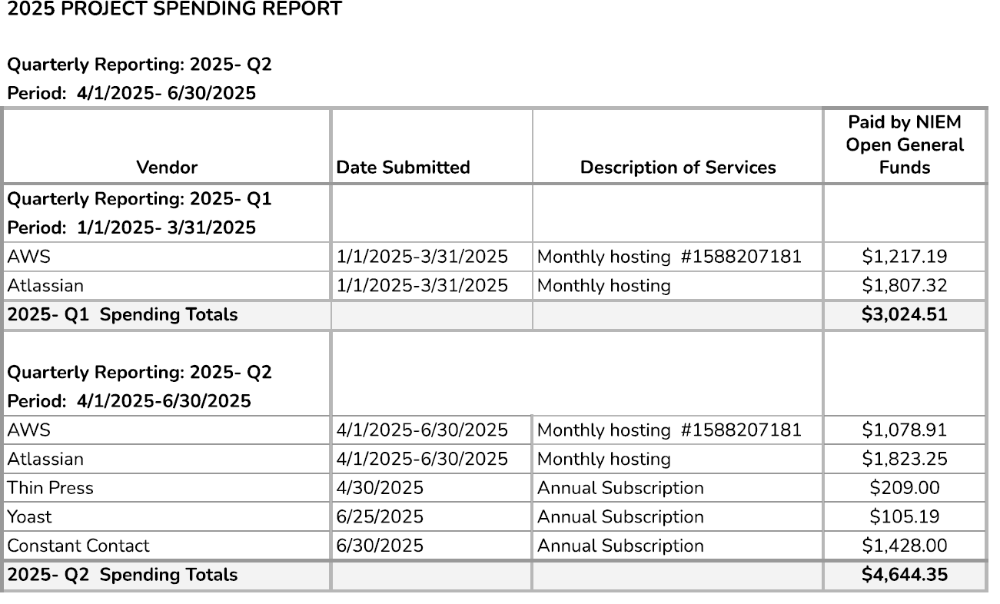 2025 PROJECT SPENDING REPORT
Quarterly Reporting: 2025- Q2
Period:  4/1/2025- 6/30/2025
Vendor Date Submitted Description of Services Paid by NIEM Open General Funds
Quarterly Reporting: 2025- Q1
Period:  1/1/2025- 3/31/2025
AWS 1/1/2025-3/31/2025 Monthly hosting  #1588207181 $1,217.19
Atlassian 1/1/2025-3/31/2025 Monthly hosting $1,807.32
2025- Q1  Spending Totals $3,024.51
Quarterly Reporting: 2025- Q2
Period:  4/1/2025-6/30/2025
AWS 4/1/2025-6/30/2025 Monthly hosting  #1588207181 $1,078.91
Atlassian 4/1/2025-6/30/2025 Monthly hosting $1,823.25
Thin Press 4/30/2025 Annual Subscription $209.00
Yoast 6/25/2025 Annual Subscription $105.19
Constant Contact 6/30/2025 Annual Subscription $1,428.00
2025- Q2  Spending Totals $4,644.35